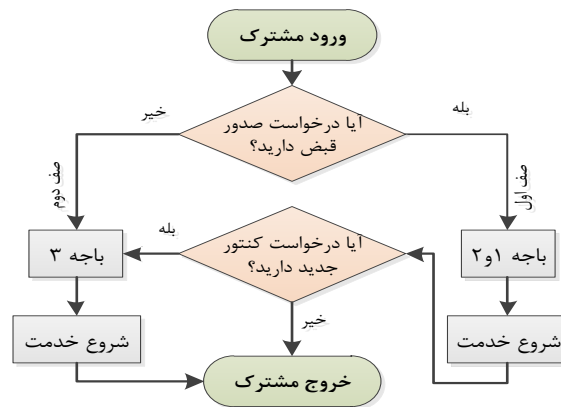 ورود مشترک
آیا درخواست صدور
قبض دارید؟
بله
خیر
صف اول
صف دوم
باجه ۱و۲
آیا درخواست کنتور
جدید دارید؟
بله
باجه ۳
شروع خدمت
خیر
شروع خدمت
خروج مشترک